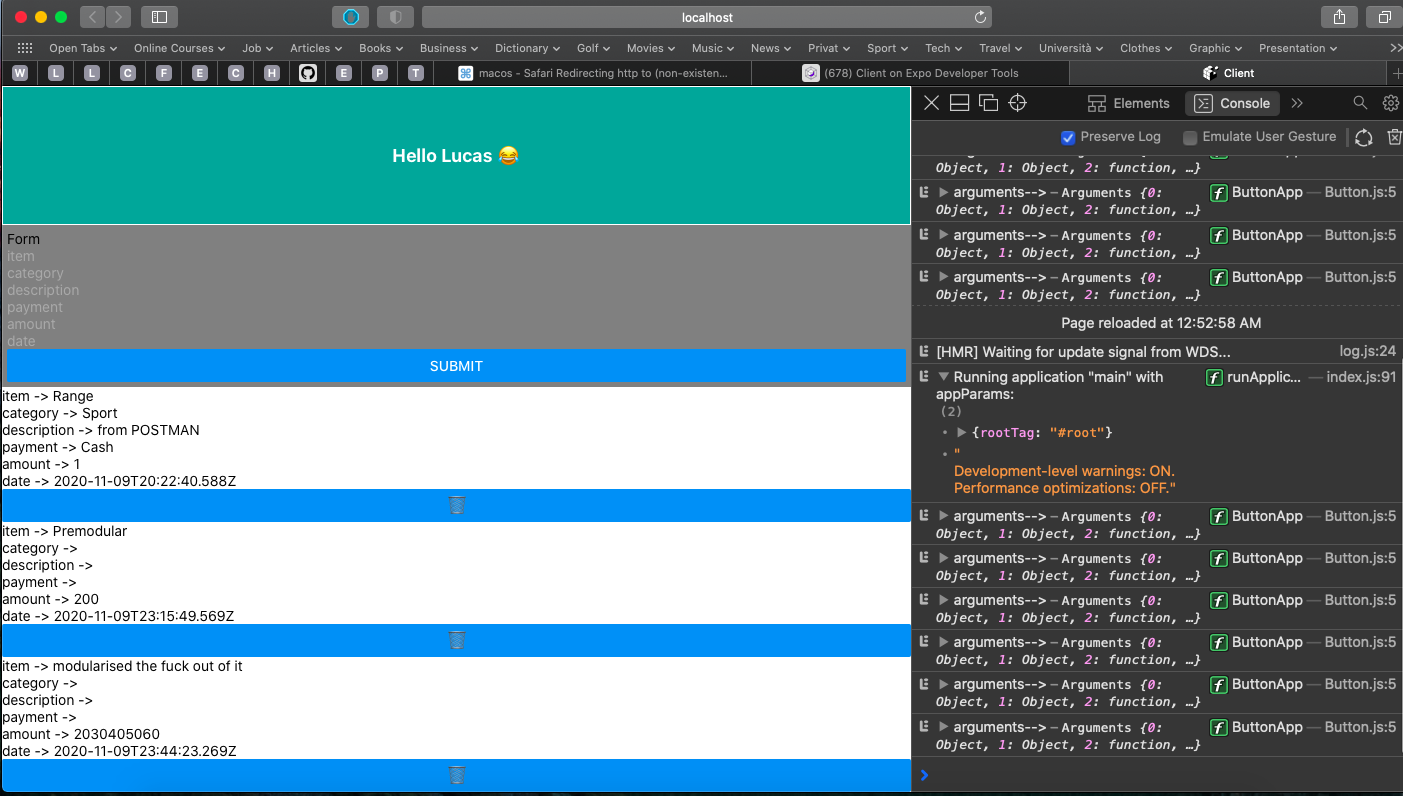 localhost
Open Tabs Online Courses Job Articles Books Business Dictionary Golf Movies Music News Privat Sport Tech Travel Università Clothes Graphic Presentation
W L L C F E C H E P T macos - Safari Redirecting http to (non-existen... (678) Client on Expo Developer Tools Client
Hello Lucas 😂
Form
item
category
description
payment
amount
date
SUBMIT
item -> Range
category -> Sport
description -> from POSTMAN
payment -> Cash
amount -> 1
date -> 2020-11-09T20:22:40.588Z
item -> Premodular
category ->
description ->
payment ->
amount -> 200
date -> 2020-11-09T23:15:49.569Z
item -> modularised the fuck out of it
category ->
description ->
payment ->
amount -> 2030405060
date -> 2020-11-09T23:44:23.269Z
Elements Console
Preserve Log Emulate User Gesture
Object, 1: Object, 2: function, …}
arguments--> – Arguments {0: ƒ ButtonApp — Button.js:5
Object, 1: Object, 2: function, …}
arguments--> – Arguments {0: ƒ ButtonApp — Button.js:5
Object, 1: Object, 2: function, …}
arguments--> – Arguments {0: ƒ ButtonApp — Button.js:5
Object, 1: Object, 2: function, …}
Page reloaded at 12:52:58 AM
[HMR] Waiting for update signal from WDS... log.js:24
Running application "main" with ƒ runApplic... — index.js:91
appParams:
(2)
• {rootTag: "#root"}
• "
Development-level warnings: ON.
Performance optimizations: OFF."
arguments--> – Arguments {0: ƒ ButtonApp — Button.js:5
Object, 1: Object, 2: function, …}
arguments--> – Arguments {0: ƒ ButtonApp — Button.js:5
Object, 1: Object, 2: function, …}
arguments--> – Arguments {0: ƒ ButtonApp — Button.js:5
Object, 1: Object, 2: function, …}
arguments--> – Arguments {0: ƒ ButtonApp — Button.js:5
Object, 1: Object, 2: function, …}
arguments--> – Arguments {0: ƒ ButtonApp — Button.js:5
Object, 1: Object, 2: function, …}
arguments--> – Arguments {0: ƒ ButtonApp — Button.js:5
Object, 1: Object, 2: function, …}